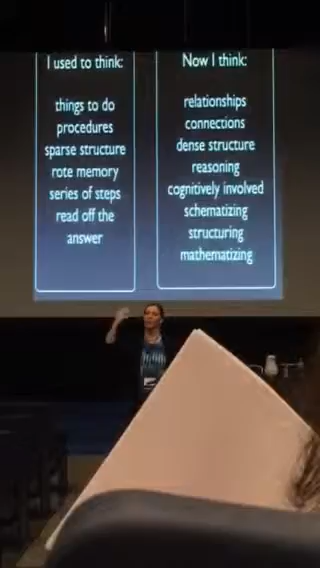 I used to think:
things to do
procedures
sparse structure
rote memory
series of steps
read off the
answer
Now I think:
relationships
connections
dense structure
reasoning
cognitively involved
schematizing
structuring
mathematizing